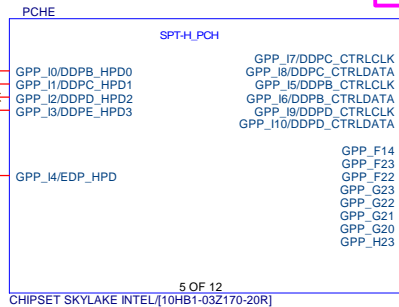 PCHE
SPT-H_PCH
GPP_I0/DDPB_HPD0
GPP_I1/DDPC_HPD1
GPP_I2/DDPD_HPD2
GPP_I3/DDPE_HPD3
GPP_I4/EDP_HPD
GPP_I7/DDPC_CTRLCLK
GPP_I8/DDPC_CTRLDATA
GPP_I5/DDPB_CTRLCLK
GPP_I6/DDPB_CTRLDATA
GPP_I9/DDPD_CTRLCLK
GPP_I10/DDPD_CTRLDATA
GPP_F14
GPP_F23
GPP_F22
GPP_G23
GPP_G22
GPP_G21
GPP_G20
GPP_H23
5 OF 12
CHIPSET SKYLAKE INTEL/[10HB1-03Z170-20R]